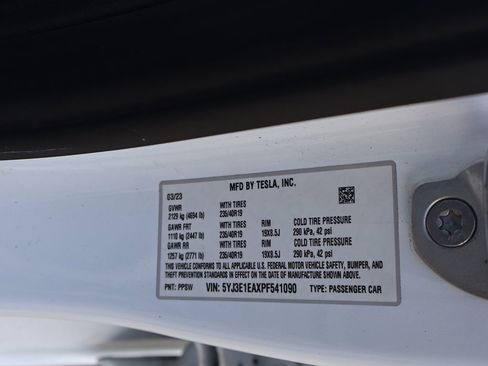 MFD BY TESLA, INC.
03/23
GVWR WITH TIRES
2129 kg (4694 lb) 235/40R19
GAWR FRT WITH TIRES RIM COLD TIRE PRESSURE
1110 kg (2447 lb) 235/40R19 19X8.5J 290 kPa, 42 psi
GAWR RR WITH TIRES RIM COLD TIRE PRESSURE
1257 kg (2771 lb) 235/40R19 19X8.5J 290 kPa, 42 psi
THIS VEHICLE CONFORMS TO ALL APPLICABLE U.S. FEDERAL MOTOR VEHICLE SAFETY, BUMPER, AND
THEFT PREVENTION STANDARDS IN EFFECT ON THE DATE OF MANUFACTURE SHOWN ABOVE.
PNT: PPSW VIN: 5YJ3E1EAXPF541090 TYPE: PASSENGER CAR